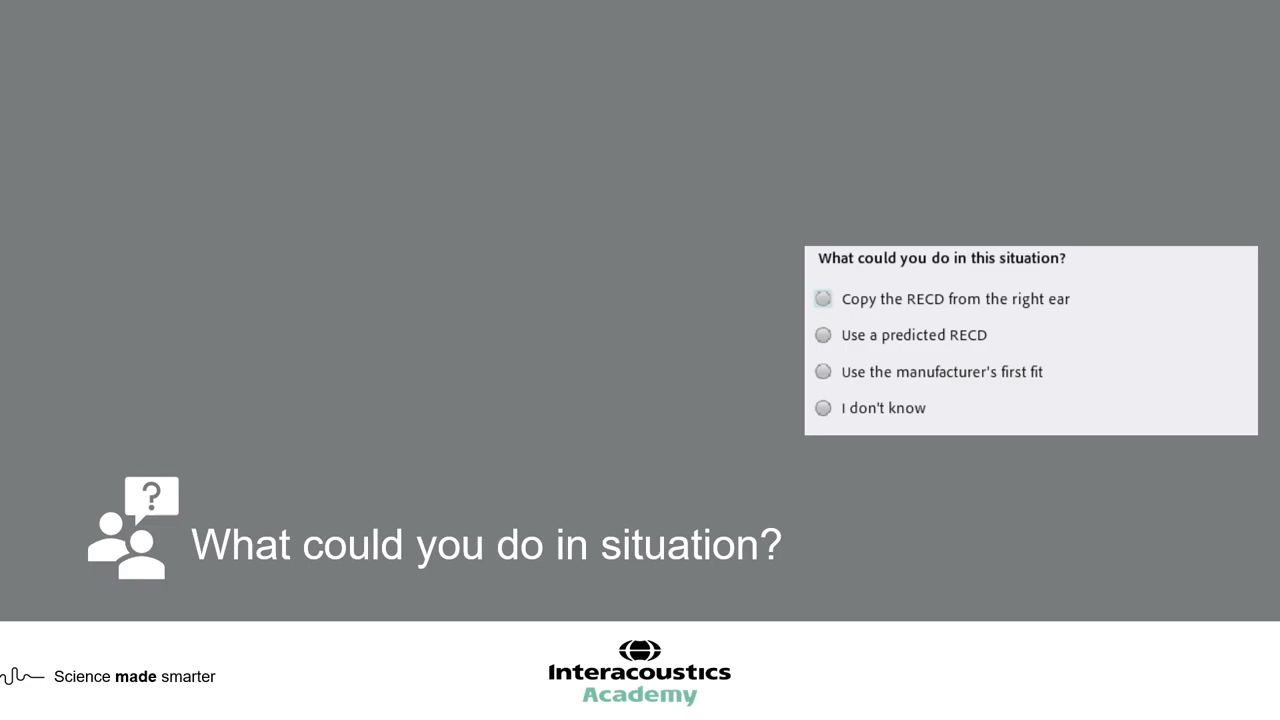 What could you do in this situation?
Copy the RECD from the right ear
Use a predicted RECD
Use the manufacturer's first fit
I don't know
?
What could you do in situation?
Science made smarter
Interacoustics
Academy